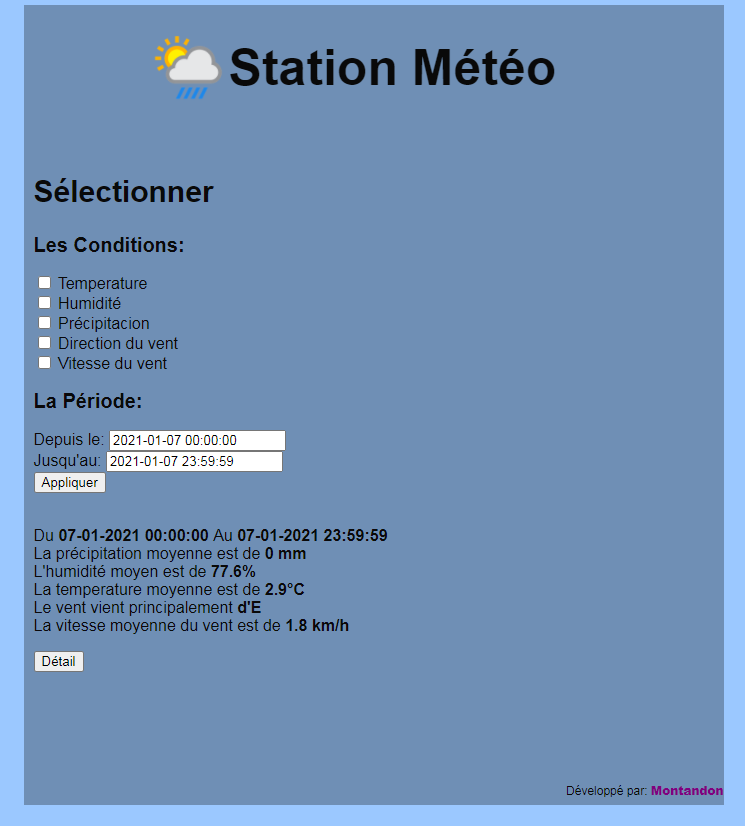 Station Météo
Sélectionner
Les Conditions:
Temperature
Humidité
Précipitacion
Direction du vent
Vitesse du vent
La Période:
Depuis le: 2021-01-07 00:00:00
Jusqu'au: 2021-01-07 23:59:59
Appliquer
Du 07-01-2021 00:00:00 Au 07-01-2021 23:59:59
La précipitation moyenne est de 0 mm
L'humidité moyen est de 77.6%
La temperature moyenne est de 2.9°C
Le vent vient principalement d'E
La vitesse moyenne du vent est de 1.8 km/h
Détail
Développé par: Montandon